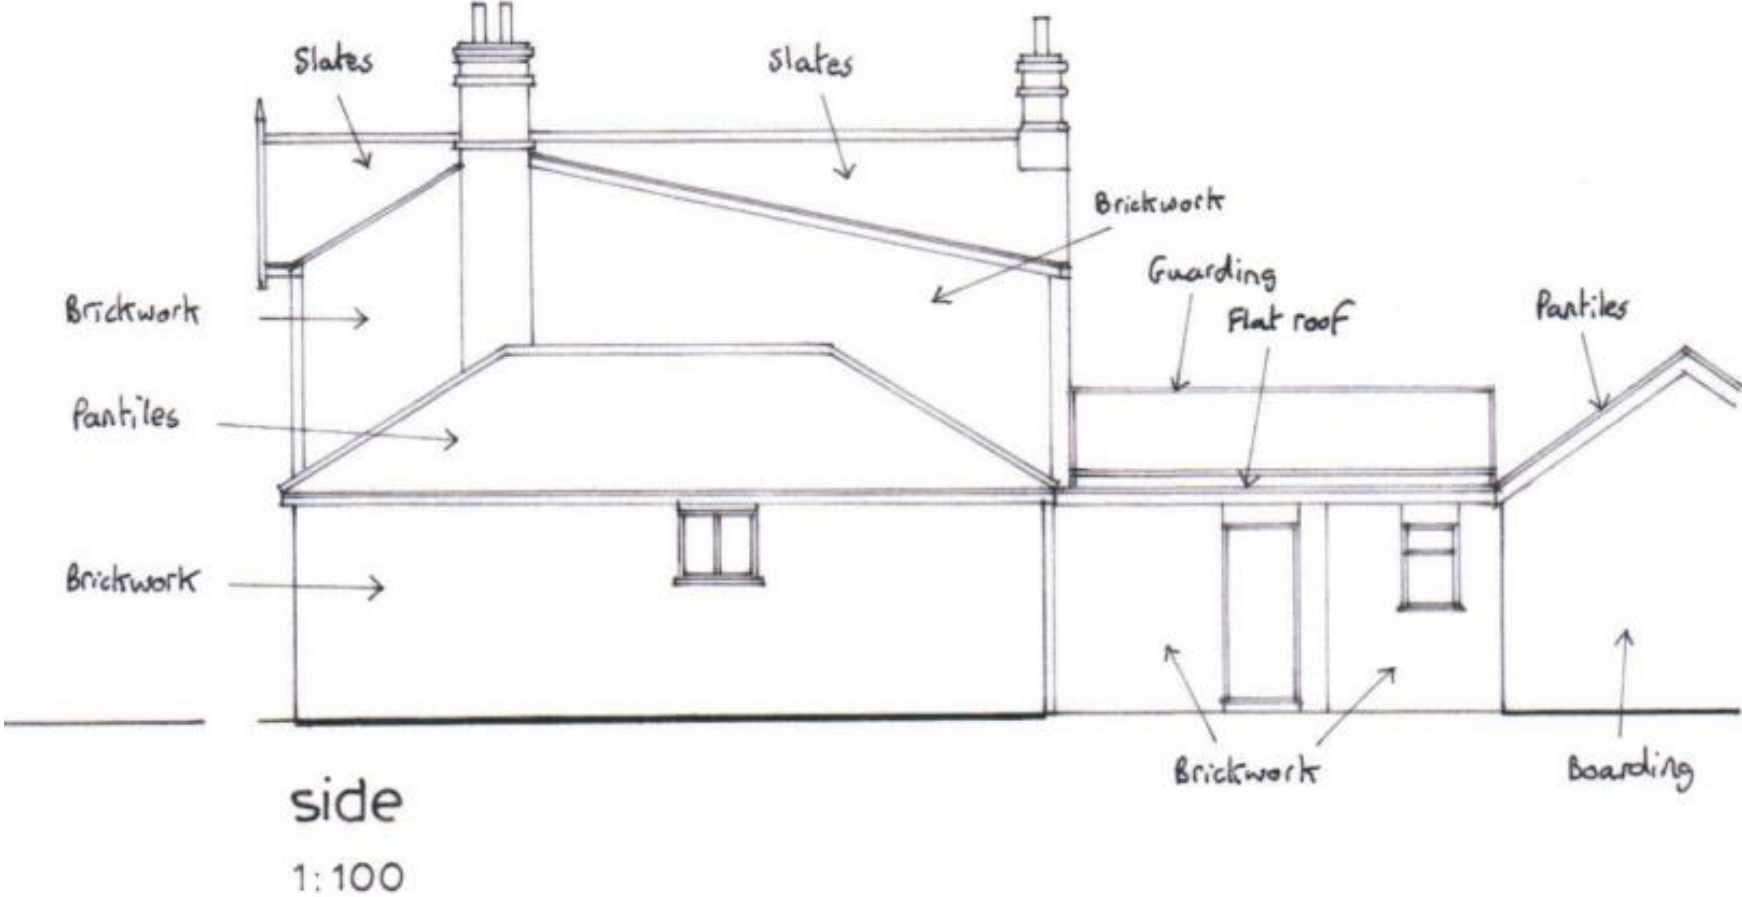 Slates
Slates
Brickwork
Guarding
Flat roof
Pantiles
Brickwork
Pantiles
Brickwork
Brickwork
Boarding
side
1:100